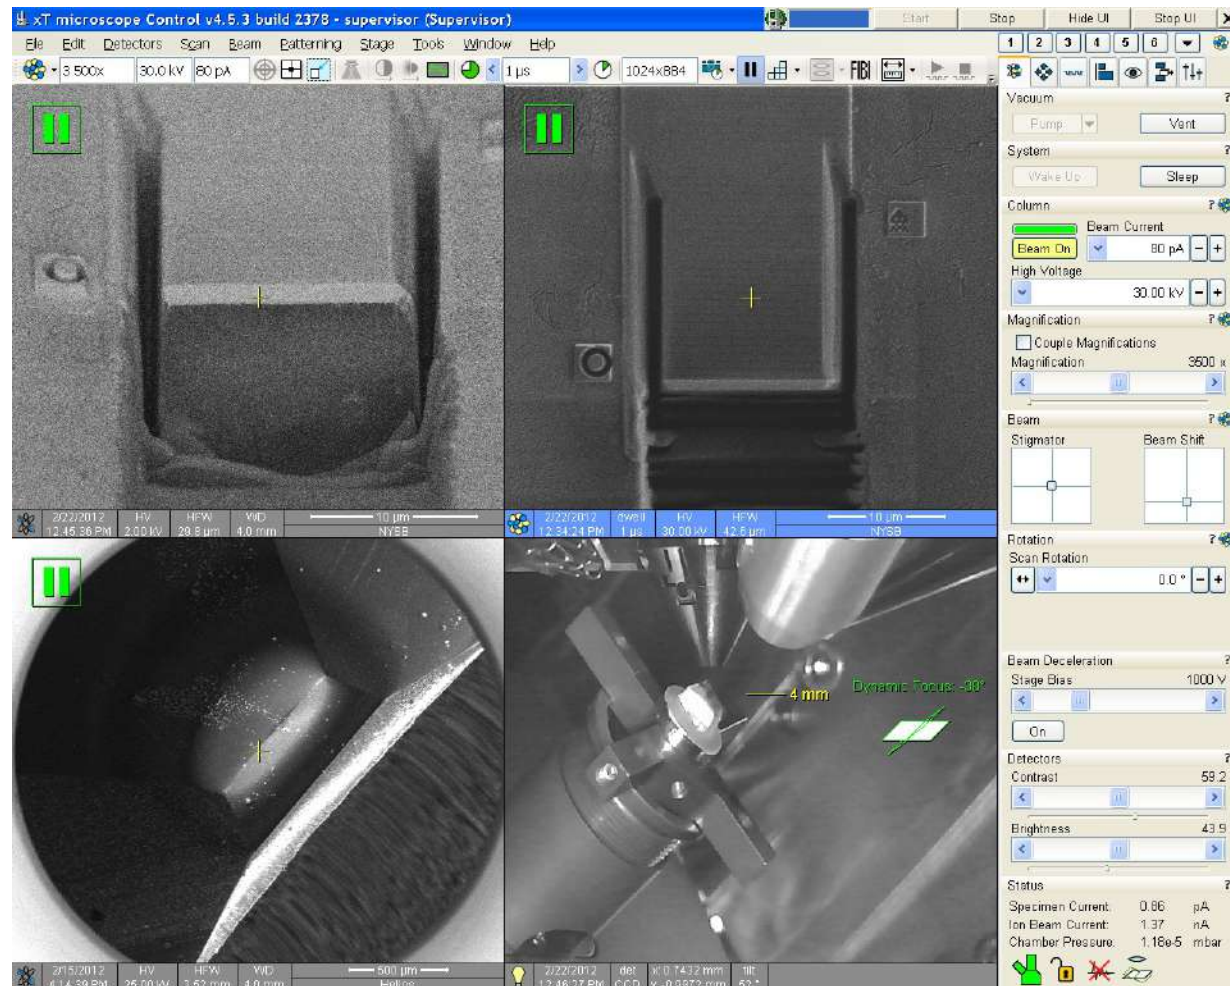 xT microscope Control v4.5.3 build 2378 - supervisor (Supervisor)
Start
Stop
Hide UI
Stop UI
File Edit Detectors Scan Beam Patterning Stage Tools Window Help
1 2 3 4 5 6
3 500x 30.0 kV 80 pA 1 µs 1024x884 FIBI
Vacuum ?
Pump Vent
System ?
Wake Up Sleep
Column ?
Beam Current
Beam On 80 pA - +
High Voltage
30.00 kV - +
Magnification ?
Couple Magnifications
Magnification 3500 x
Beam ?
Stigmator Beam Shift
2/22/2012 HV HFW WD 10 µm
12:45:36 PM 2.00 kV 29.8 µm 4.0 mm NYSB
2/22/2012 dwell HV HFW 10 µm
12:34:24 PM 1 µs 30.00 kV 42.6 µm NYSB
Rotation ?
Scan Rotation
0.0 ° - +
4 mm
Dynamic Focus: -38°
Beam Deceleration ?
Stage Bias 1000 V
On
Detectors ?
Contrast 59.2
Brightness 43.9
Status ?
Specimen Current: 0.86 pA
Ion Beam Current: 1.37 nA
Chamber Pressure: 1.18e-5 mbar
2/15/2012 HV HFW WD 500 µm
4:14:39 PM 25.00 kV 3.52 mm 4.0 mm Helios
2/22/2012 det x: 0.7432 mm tilt
12:46:37 PM CCD 52 °